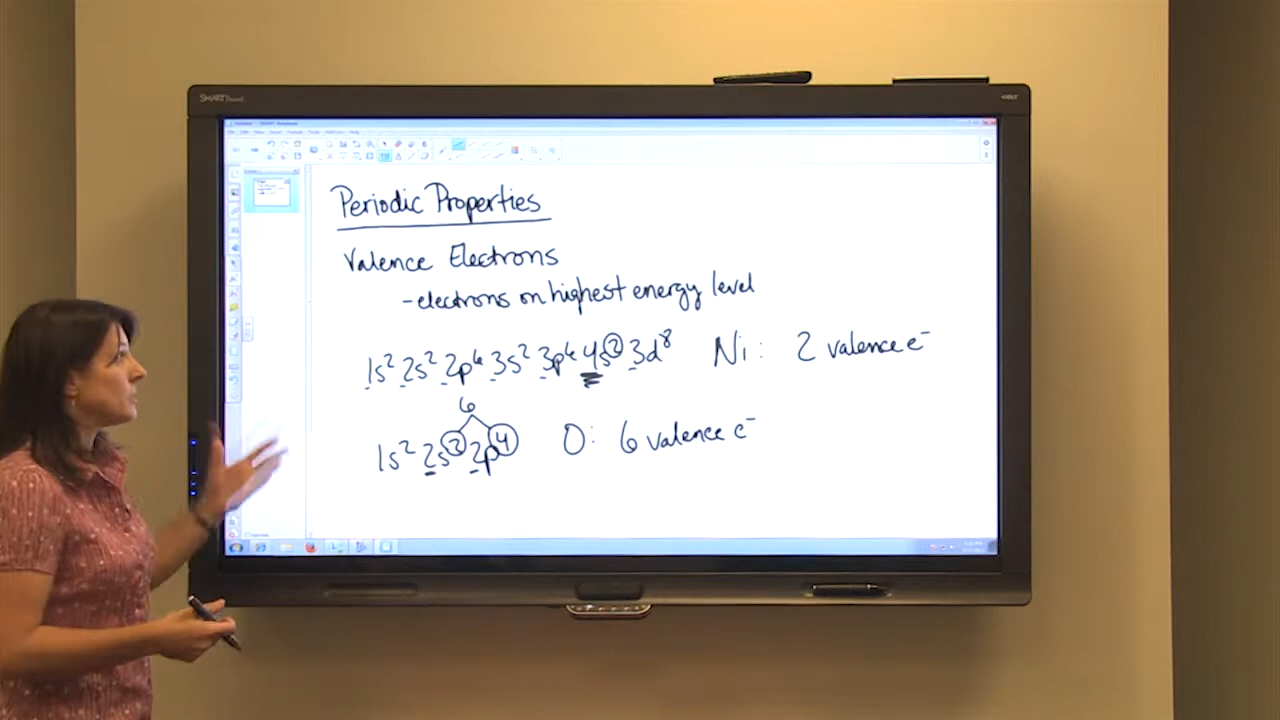 SMART
Periodic Properties
Valence Electrons
-electrons on highest energy level
1s² 2s² 2p⁶ 3s² 3p⁶ 4s² 3d⁸ Ni: 2 valence e⁻
6
1s² 2s² 2p⁴ O: 6 valence e⁻